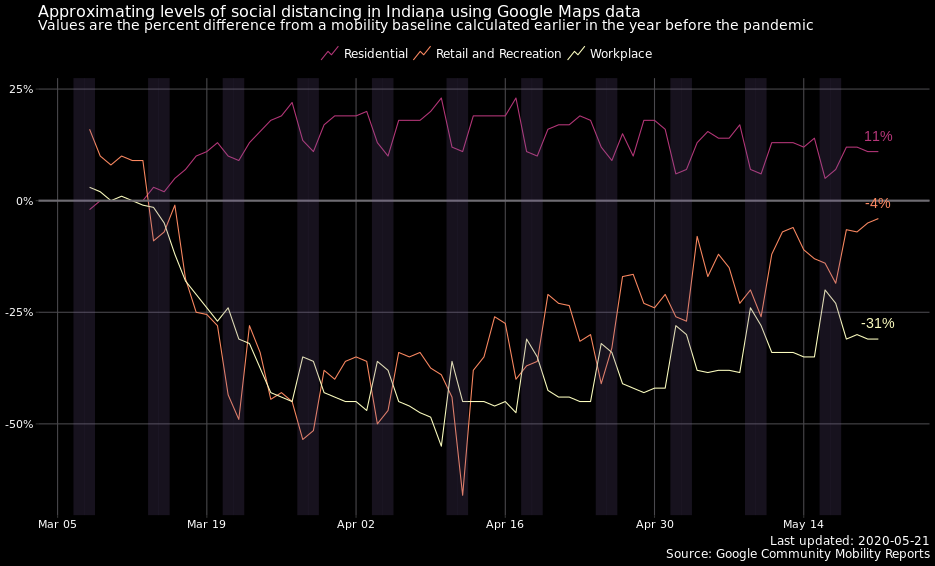 Approximating levels of social distancing in Indiana using Google Maps data
Values are the percent difference from a mobility baseline calculated earlier in the year before the pandemic
Residential Retail and Recreation Workplace
25%
11%
0%
-4%
-25%
-31%
-50%
Mar 05 Mar 19 Apr 02 Apr 16 Apr 30 May 14
Last updated: 2020-05-21
Source: Google Community Mobility Reports